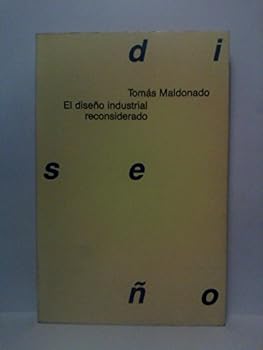 d i
Tomás Maldonado
El diseño industrial
reconsiderado
s e
ñ o